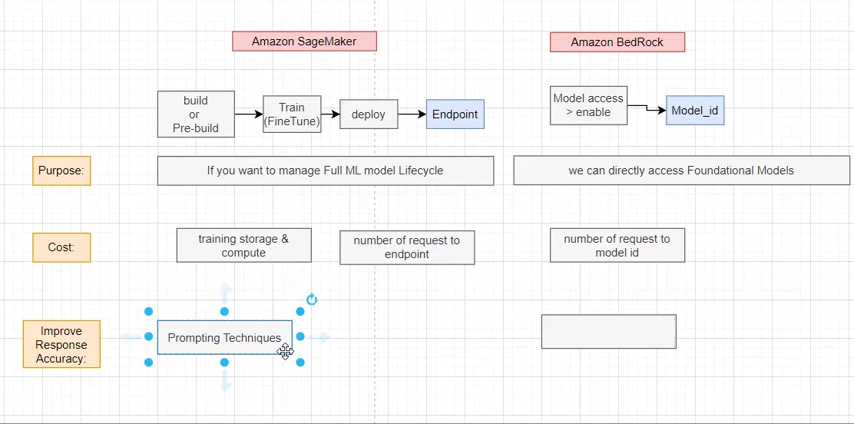 Amazon SageMaker
Amazon BedRock
build
or
Pre-build
Train
(FineTune)
deploy
Endpoint
Model access
> enable
Model_id
Purpose:
If you want to manage Full ML model Lifecycle
we can directly access Foundational Models
Cost:
training storage &
compute
number of request to
endpoint
number of request to
model id
Improve
Response
Accuracy:
Prompting Techniques